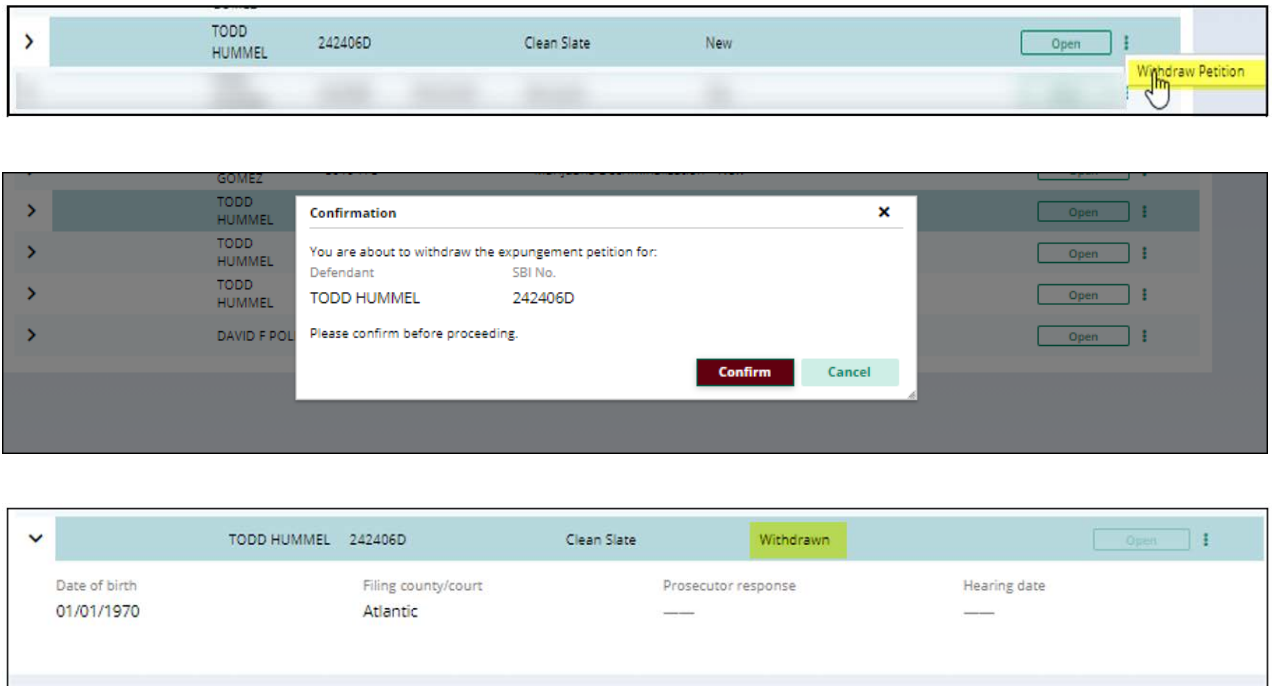 TODD
HUMMEL 242406D Clean Slate New Open
Withdraw Petition
GOMEZ
TODD
HUMMEL Open
TODD
HUMMEL Open
TODD
HUMMEL Open
DAVID F POL Open
Confirmation
You are about to withdraw the expungement petition for:
Defendant SBI No.
TODD HUMMEL 242406D
Please confirm before proceeding.
Confirm Cancel
TODD HUMMEL 242406D Clean Slate Withdrawn Open
Date of birth Filing county/court Prosecutor response Hearing date
01/01/1970 Atlantic —— ——